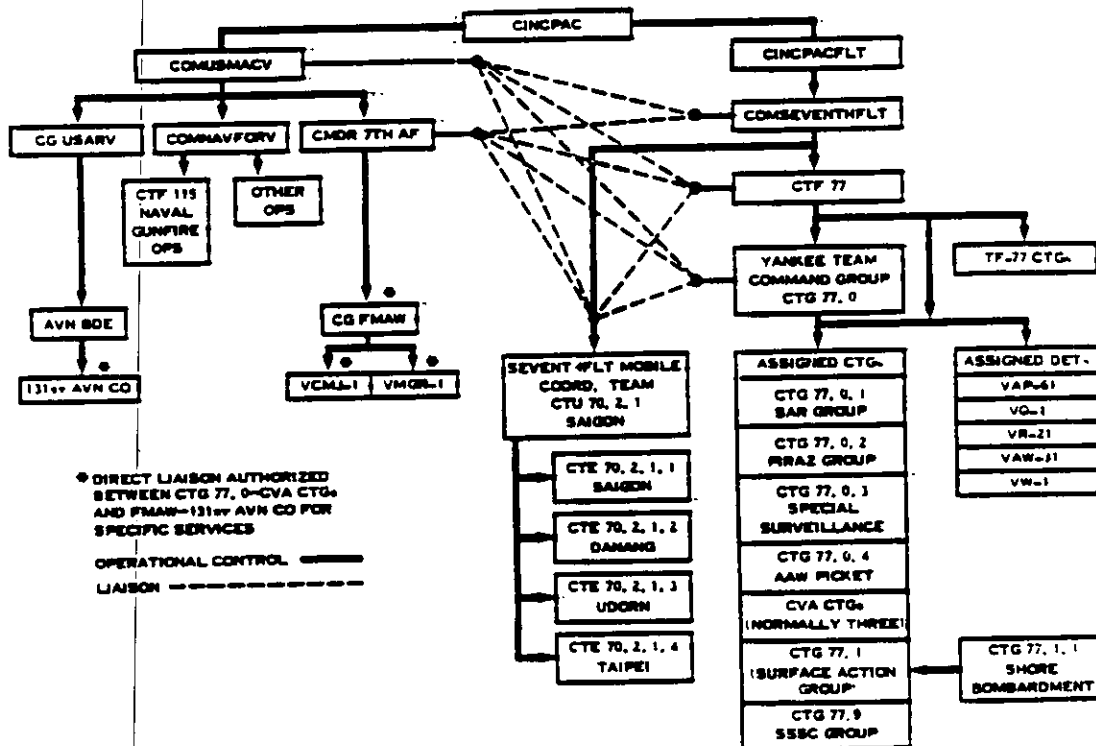 CINCPAC
COMUSMACV
CINCPACFLT
CG USARV
COMNAVFORV
CMDR 7TH AF
COMSEVENTHFLT
CTF 115
NAVAL
GUNFIRE
OPS
OTHER
OPS
CTF 77
YANKEE TEAM
COMMAND GROUP
CTG 77, 0
TF-77 CTGs
AVN BDE
CG FMAW
131ST AVN CO
VCMJ-1
VMGR-1
SEVENTHFLT MOBILE
COORD, TEAM
CTU 70, 2, 1
SAIGON
CTE 70, 2, 1, 1
SAIGON
CTE 70, 2, 1, 2
DANANG
CTE 70, 2, 1, 3
UDORN
CTE 70, 2, 1, 4
TAIPEI
ASSIGNED CTGs
CTG 77, 0, 1
SAR GROUP
CTG 77, 0, 2
PIRAZ GROUP
CTG 77, 0, 3
SPECIAL
SURVEILLANCE
CTG 77, 0, 4
AAW PICKET
CVA CTGs
(NORMALLY THREE)
CTG 77, 1
(SURFACE ACTION
GROUP)
CTG 77, 9
SSSC GROUP
ASSIGNED DET.
VAP-61
VQ-1
VR-21
VAW-31
VW-1
CTG 77, 1, 1
SHORE
BOMBARDMENT
* DIRECT LIAISON AUTHORIZED
BETWEEN CTG 77, 0-CVA CTGs
AND FMAW-131ST AVN CO FOR
SPECIFIC SERVICES
OPERATIONAL CONTROL
LIAISON